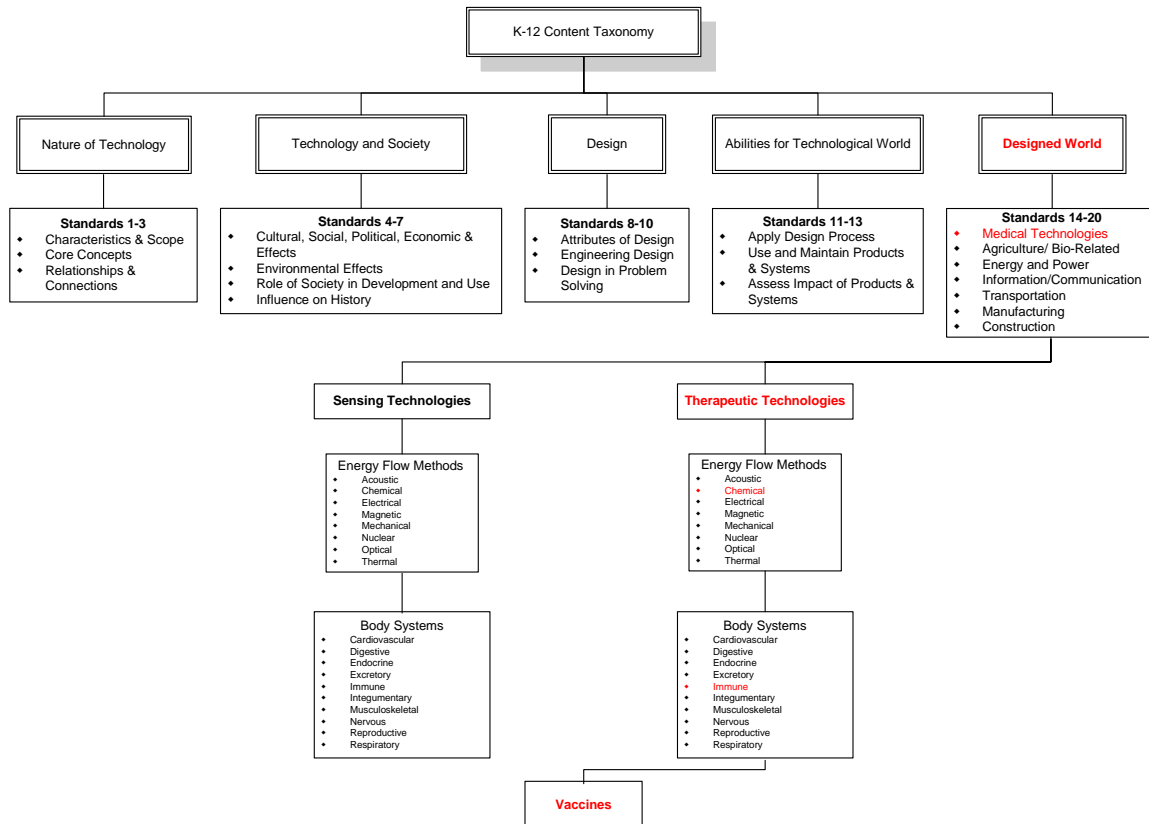 K-12 Content Taxonomy
Nature of Technology
Technology and Society
Design
Abilities for Technological World
Designed World
Standards 1-3
Characteristics & Scope
Core Concepts
Relationships &
Connections
Standards 4-7
Cultural, Social, Political, Economic &
Effects
Environmental Effects
Role of Society in Development and Use
Influence on History
Standards 8-10
Attributes of Design
Engineering Design
Design in Problem
Solving
Standards 11-13
Apply Design Process
Use and Maintain Products
& Systems
Assess Impact of Products &
Systems
Standards 14-20
Medical Technologies
Agriculture/ Bio-Related
Energy and Power
Information/Communication
Transportation
Manufacturing
Construction
Sensing Technologies
Energy Flow Methods
Acoustic
Chemical
Electrical
Magnetic
Mechanical
Nuclear
Optical
Thermal
Body Systems
Cardiovascular
Digestive
Endocrine
Excretory
Immune
Integumentary
Musculoskeletal
Nervous
Reproductive
Respiratory
Therapeutic Technologies
Energy Flow Methods
Acoustic
Chemical
Electrical
Magnetic
Mechanical
Nuclear
Optical
Thermal
Body Systems
Cardiovascular
Digestive
Endocrine
Excretory
Immune
Integumentary
Musculoskeletal
Nervous
Reproductive
Respiratory
Vaccines